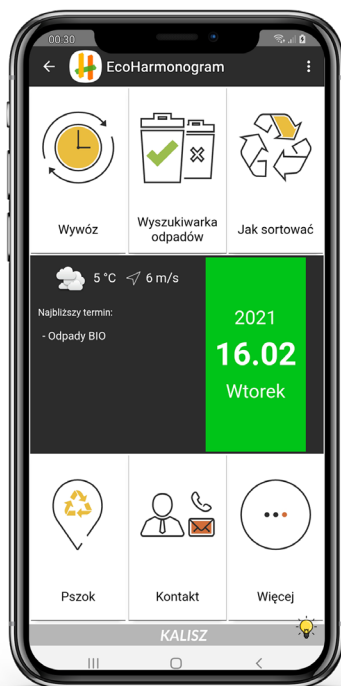 00:30
EcoHarmonogram
Wywóz
Wyszukiwarka
odpadów
Jak sortować
5 °C 6 m/s
Najbliższy termin:
- Odpady BIO
2021
16.02
Wtorek
Pszok
Kontakt
Więcej
KALISZ